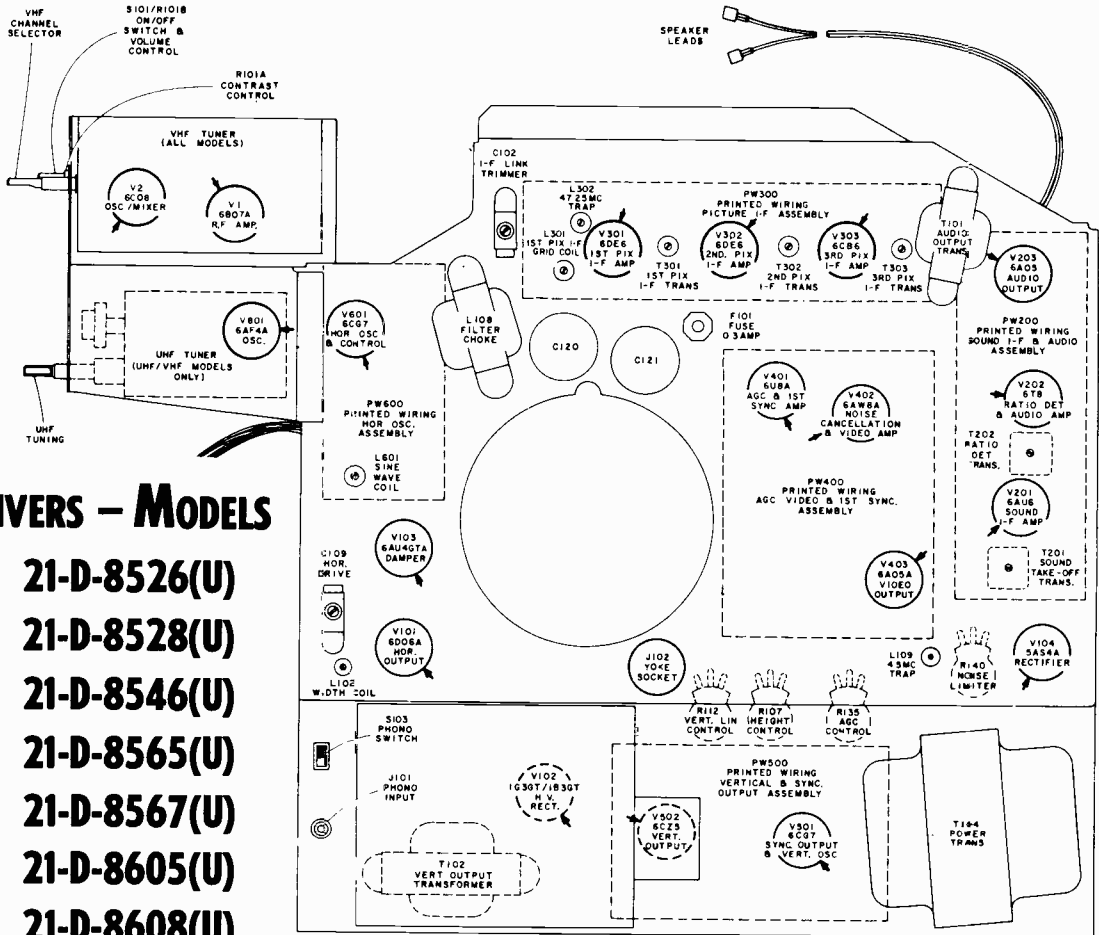 VHF
CHANNEL
SELECTOR
S101/R101B
ON/OFF
SWITCH &
VOLUME
CONTROL
R101A
CONTRAST
CONTROL
SPEAKER
LEADS
VHF TUNER
(ALL MODELS)
V2
6CQ8
OSC/MIXER
V1
6BQ7A
R.F AMP.
C102
I-F LINK
TRIMMER
L302
47.25MC
TRAP
PW300
PRINTED WIRING
PICTURE I-F ASSEMBLY
L301
1ST PIX I-F
GRID COIL
V301
6DE6
1ST PIX
I-F AMP
T301
1ST PIX
I-F TRANS
V302
6DE6
2ND. PIX
I-F AMP
T302
2ND PIX
I-F TRANS
V303
6CB6
3RD PIX
I-F AMP
T303
3RD PIX
I-F TRANS
T101
AUDIO
OUTPUT
TRANS
V203
6AQ5
AUDIO
OUTPUT
PW200
PRINTED WIRING
SOUND I-F & AUDIO
ASSEMBLY
V801
6AF4A
OSC.
UHF TUNER
(UHF/VHF MODELS
ONLY)
UHF
TUNING
V601
6CG7
HOR OSC
& CONTROL
L108
FILTER
CHOKE
C120
C121
F101
FUSE
0.3AMP
PW600
PRINTED WIRING
HOR OSC.
ASSEMBLY
L601
SINE
WAVE
COIL
V401
6U8A
AGC & 1ST
SYNC AMP
V402
6AW8A
NOISE
CANCELLATION
& VIDEO AMP
V202
6T8
RATIO DET
& AUDIO AMP
T202
RATIO
DET
TRANS.
PW400
PRINTED WIRING
AGC VIDEO & 1ST SYNC.
ASSEMBLY
V201
6AU6
SOUND
I-F AMP
T201
SOUND
TAKE-OFF
TRANS.
IVERS – MODELS
21-D-8526(U)
21-D-8528(U)
21-D-8546(U)
21-D-8565(U)
21-D-8567(U)
21-D-8605(U)
21-D-8608(U)
V103
6AU4GTA
DAMPER
C109
HOR.
DRIVE
V101
6DQ6A
HOR.
OUTPUT
L102
WIDTH COIL
V403
6AQ5A
VIDEO
OUTPUT
J102
YOKE
SOCKET
L109
4.5MC
TRAP
R140
NOISE
LIMITER
V104
5AS4A
RECTIFIER
R112
VERT. LIN
CONTROL
R107
(HEIGHT)
CONTROL
R135
AGC
CONTROL
S103
PHONO
SWITCH
J101
PHONO
INPUT
V102
1G3GT/1B3GT
H.V.
RECT.
PW500
PRINTED WIRING
VERTICAL & SYNC.
OUTPUT ASSEMBLY
V502
6CZ5
VERT.
OUTPUT
V501
6CG7
SYNC. OUTPUT
& VERT. OSC
T102
VERT OUTPUT
TRANSFORMER
POWER
TRANS